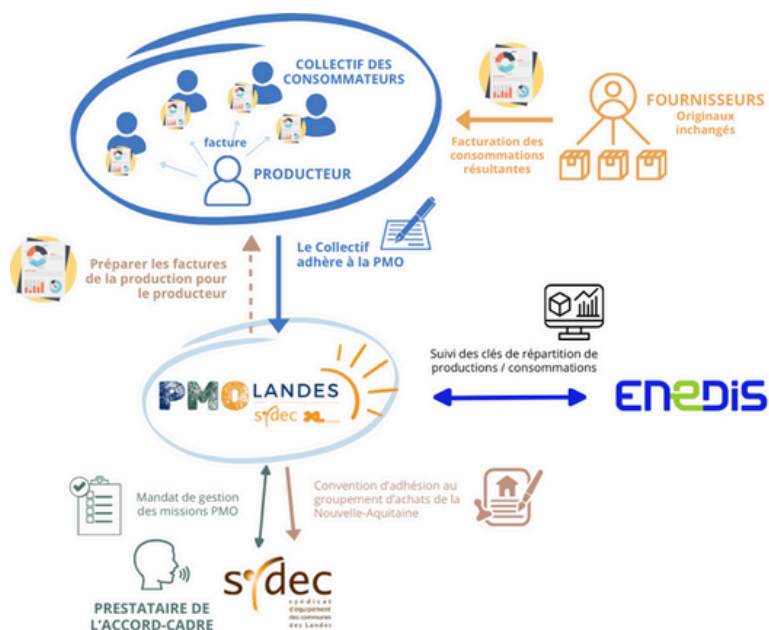 COLLECTIF DES
CONSOMMATEURS
facture
PRODUCTEUR
FOURNISSEURS
Originaux
inchangés
Facturation des
consommations
résultantes
Le Collectif
adhère à la PMO
Préparer les factures
de la production pour
le producteur
PMO LANDES
sydec XL
Suivi des clés de répartition de
productions / consommations
ENEDIS
Mandat de gestion
des missions PMO
Convention d'adhésion au
groupement d'achats de la
Nouvelle-Aquitaine
PRESTATAIRE DE
L'ACCORD-CADRE
sydec
syndicat
d'équipement
des communes
des Landes